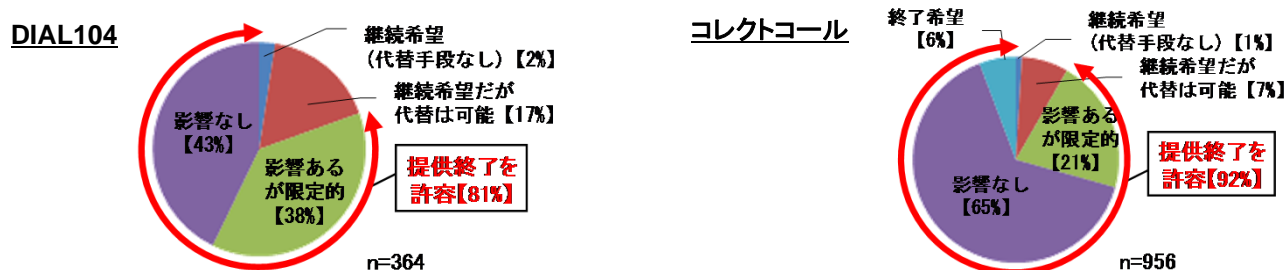 DIAL104
継続希望
(代替手段なし)【2%】
継続希望だが
代替は可能【17%】
影響なし
【43%】
影響ある
が限定的
【38%】
提供終了を
許容【81%】
n=364
コレクトコール
終了希望
【6%】
継続希望
(代替手段なし)【1%】
継続希望だが
代替は可能【7%】
影響ある
が限定的
【21%】
影響なし
【65%】
提供終了を
許容【92%】
n=956